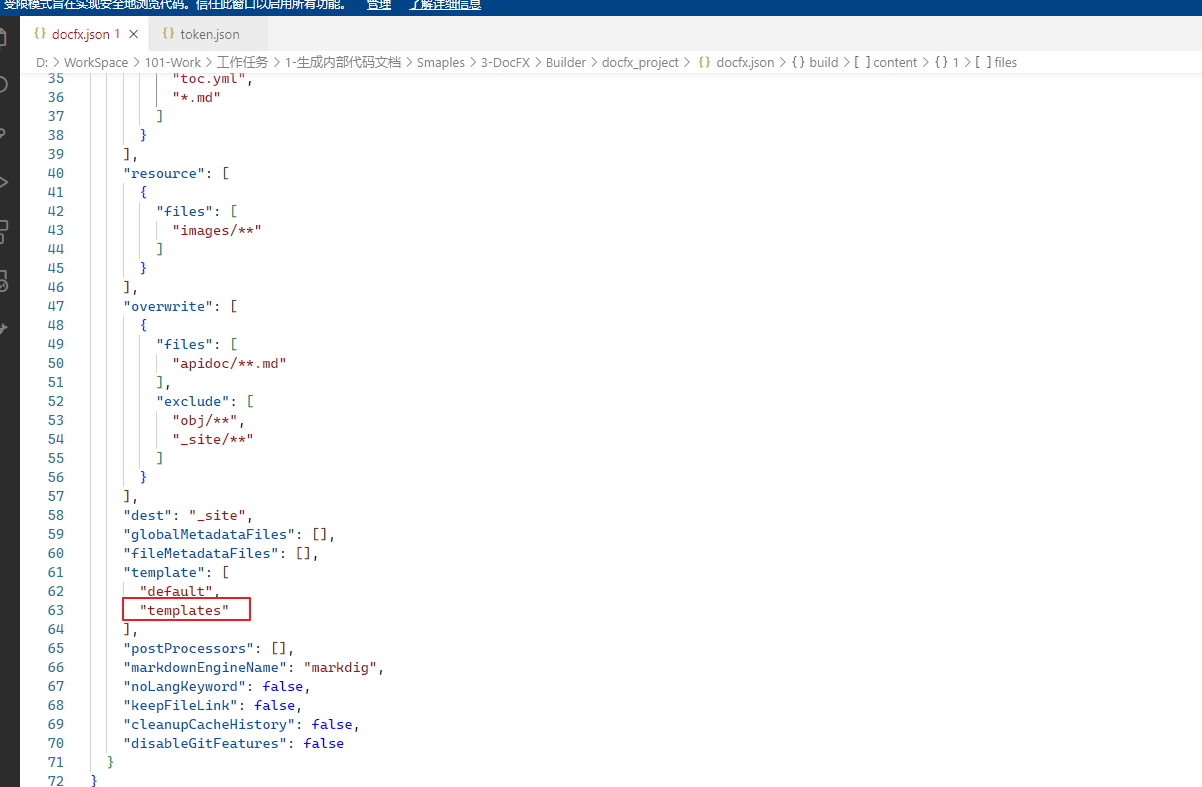 受限模式旨在实现安全地浏览代码。信任此窗口以启用所有功能。 管理 了解详细信息
{} docfx.json 1 × {} token.json
D: > WorkSpace > 101-Work > 工作任务 > 1-生成内部代码文档 > Smaples > 3-DocFX > Builder > docfx_project > {} docfx.json > {} build > [ ] content > {} 1 > [ ] files
35 "toc.yml",
36 "*.md"
37 ]
38 }
39 ],
40 "resource": [
41 {
42 "files": [
43 "images/**"
44 ]
45 }
46 ],
47 "overwrite": [
48 {
49 "files": [
50 "apidoc/**.md"
51 ],
52 "exclude": [
53 "obj/**",
54 "_site/**"
55 ]
56 }
57 ],
58 "dest": "_site",
59 "globalMetadataFiles": [],
60 "fileMetadataFiles": [],
61 "template": [
62 "default",
63 "templates"
64 ],
65 "postProcessors": [],
66 "markdownEngineName": "markdig",
67 "noLangKeyword": false,
68 "keepFileLink": false,
69 "cleanupCacheHistory": false,
70 "disableGitFeatures": false
71 }
72 }